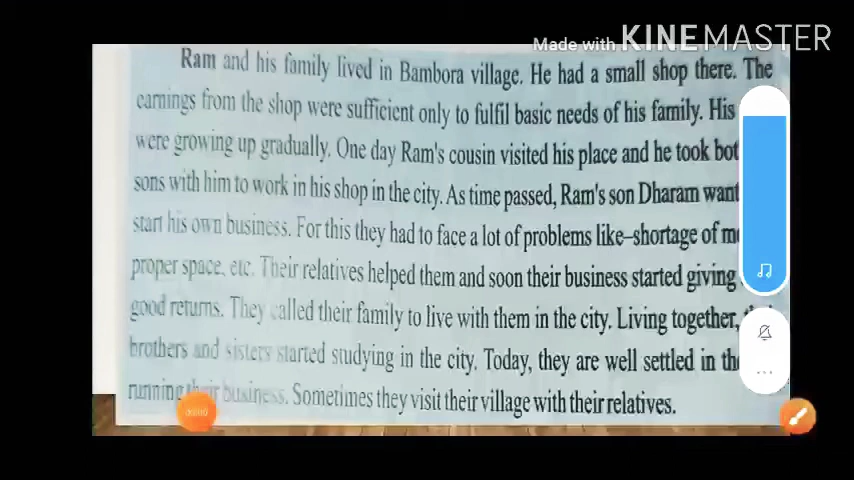 Made with KINEMASTER
Ram and his family lived in Bambora village. He had a small shop there. The
earnings from the shop were sufficient only to fulfil basic needs of his family. His
were growing up gradually. One day Ram's cousin visited his place and he took bot
sons with him to work in his shop in the city. As time passed, Ram's son Dharam want
start his own business. For this they had to face a lot of problems like–shortage of m
proper space, etc. Their relatives helped them and soon their business started giving
good returns. They called their family to live with them in the city. Living together,
brothers and sisters started studying in the city. Today, they are well settled in th
running their business. Sometimes they visit their village with their relatives.